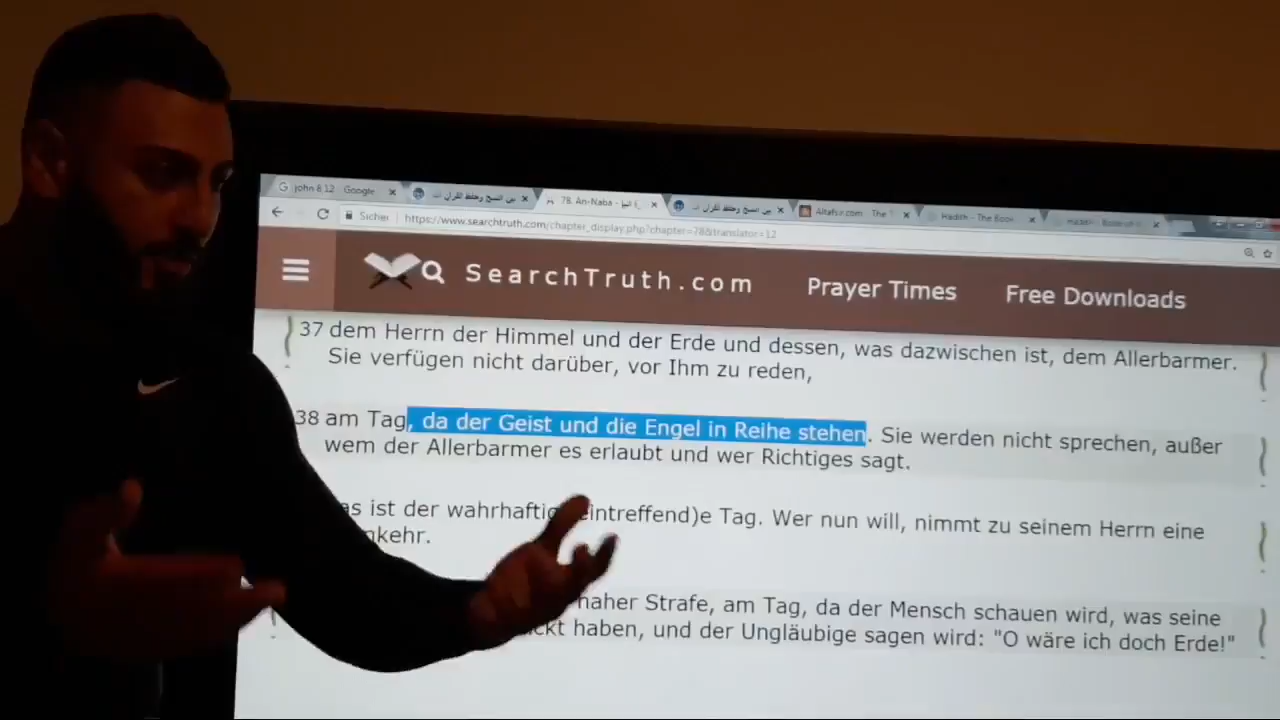 john 8 12 Google
78. An-Naba -
Altafsir.com - The T
Hadith - The Book
Sicher https://www.searchtruth.com/chapter_display.php?chapter=78&translator=12
SearchTruth.com Prayer Times Free Downloads
37 dem Herrn der Himmel und der Erde und dessen, was dazwischen ist, dem Allerbarmer.
Sie verfügen nicht darüber, vor Ihm zu reden,
38 am Tag, da der Geist und die Engel in Reihe stehen. Sie werden nicht sprechen, außer
wem der Allerbarmer es erlaubt und wer Richtiges sagt.
as ist der wahrhaftig eintreffend)e Tag. Wer nun will, nimmt zu seinem Herrn eine
nkehr.
naher Strafe, am Tag, da der Mensch schauen wird, was seine
ckt haben, und der Ungläubige sagen wird: "O wäre ich doch Erde!"